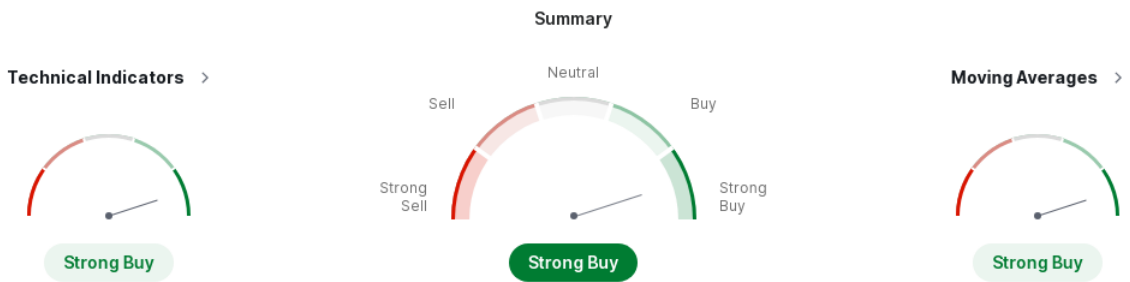 Summary
Technical Indicators
Strong Buy
Neutral
Sell
Buy
Strong
Sell
Strong
Buy
Strong Buy
Moving Averages
Strong Buy